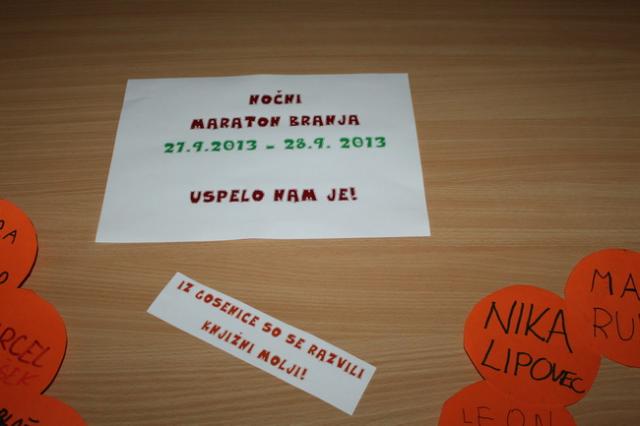 NOČNI
MARATON BRANJA
27.9.2013 - 28.9. 2013
USPELO NAM JE!
IZ GOSENICE SO SE RAZVILI
KNJIŽNI MOLJI!
NIKA
LIPOVEC
LEON